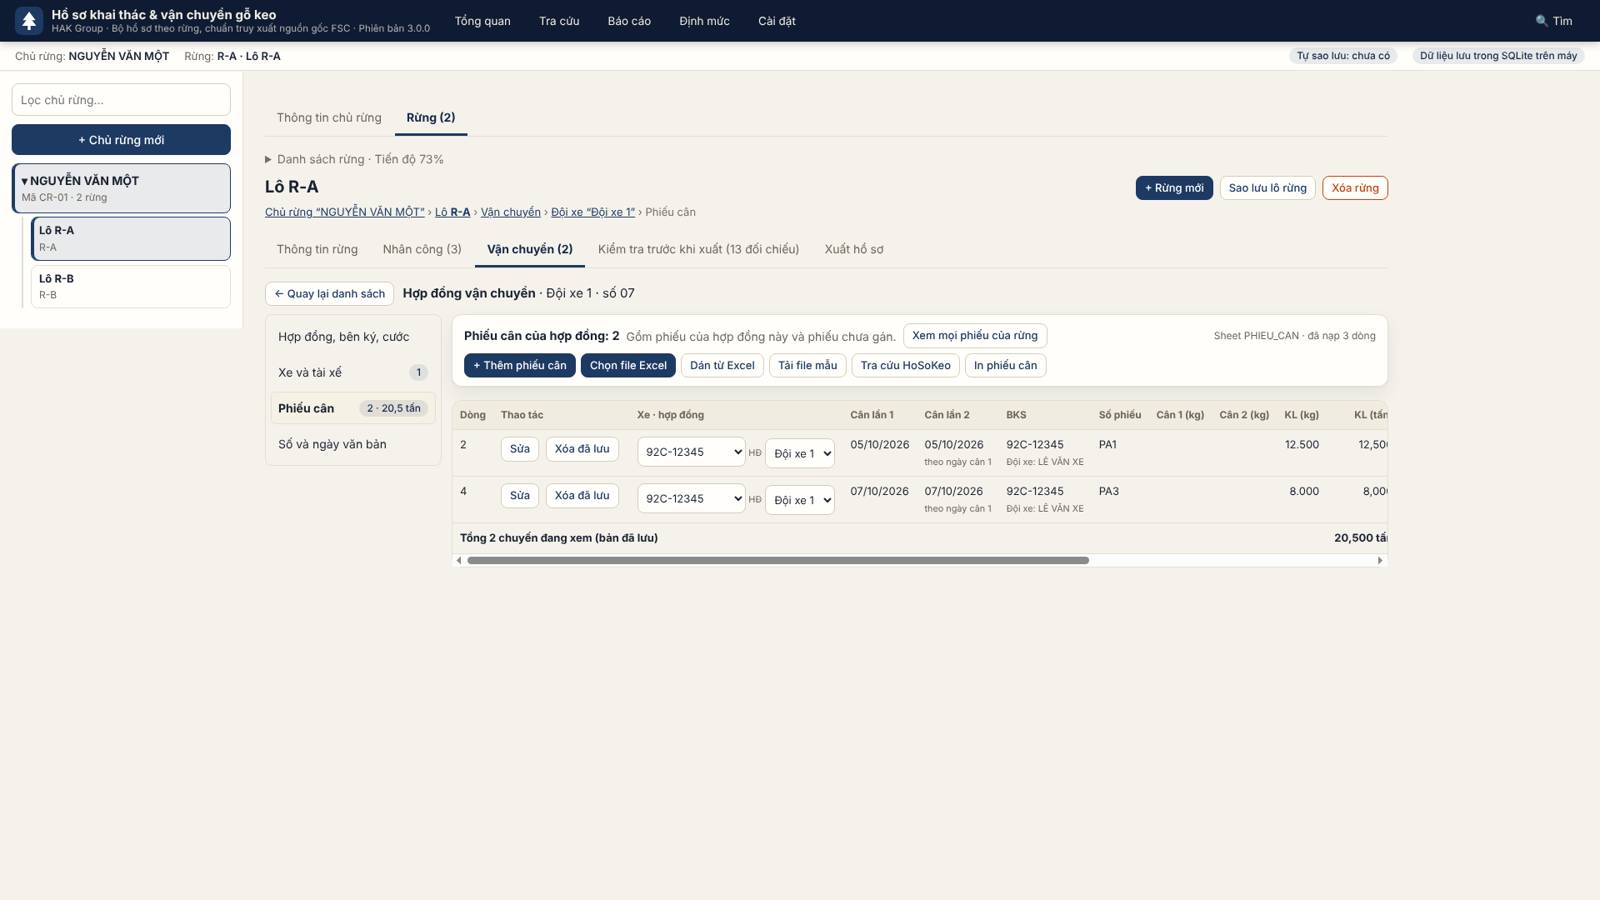 Hồ sơ khai thác & vận chuyển gỗ keo
HAK Group · Bộ hồ sơ theo rừng, chuẩn truy xuất nguồn gốc FSC · Phiên bản 3.0.0
Tổng quan Tra cứu Báo cáo Định mức Cài đặt
🔍 Tìm
Chủ rừng: NGUYỄN VĂN MỘT Rừng: R-A · Lô R-A
Tự sao lưu: chưa có Dữ liệu lưu trong SQLite trên máy
Lọc chủ rừng...
+ Chủ rừng mới
▾ NGUYỄN VĂN MỘT
Mã CR-01 · 2 rừng
Lô R-A
R-A
Lô R-B
R-B
Thông tin chủ rừng Rừng (2)
▶ Danh sách rừng · Tiến độ 73%
Lô R-A
+ Rừng mới Sao lưu lô rừng Xóa rừng
Chủ rừng “NGUYỄN VĂN MỘT” › Lô R-A › Vận chuyển › Đội xe “Đội xe 1” › Phiếu cân
Thông tin rừng Nhân công (3) Vận chuyển (2) Kiểm tra trước khi xuất (13 đối chiếu) Xuất hồ sơ
← Quay lại danh sách Hợp đồng vận chuyển · Đội xe 1 · số 07
Hợp đồng, bên ký, cước
Xe và tài xế 1
Phiếu cân 2 · 20,5 tấn
Số và ngày văn bản
Phiếu cân của hợp đồng: 2 Gồm phiếu của hợp đồng này và phiếu chưa gán. Xem mọi phiếu của rừng
Sheet PHIEU_CAN · đã nạp 3 dòng
+ Thêm phiếu cân Chọn file Excel Dán từ Excel Tải file mẫu Tra cứu HoSoKeo In phiếu cân
Dòng Thao tác Xe · hợp đồng Cân lần 1 Cân lần 2 BKS Số phiếu Cân 1 (kg) Cân 2 (kg) KL (kg) KL (tấn
2 Sửa Xóa đã lưu 92C-12345 HĐ Đội xe 1 05/10/2026 05/10/2026 92C-12345 PA1 12.500 12,500
theo ngày cân 1 Đội xe: LÊ VĂN XE
4 Sửa Xóa đã lưu 92C-12345 HĐ Đội xe 1 07/10/2026 07/10/2026 92C-12345 PA3 8.000 8,000
theo ngày cân 1 Đội xe: LÊ VĂN XE
Tổng 2 chuyến đang xem (bản đã lưu) 20,500 tấn